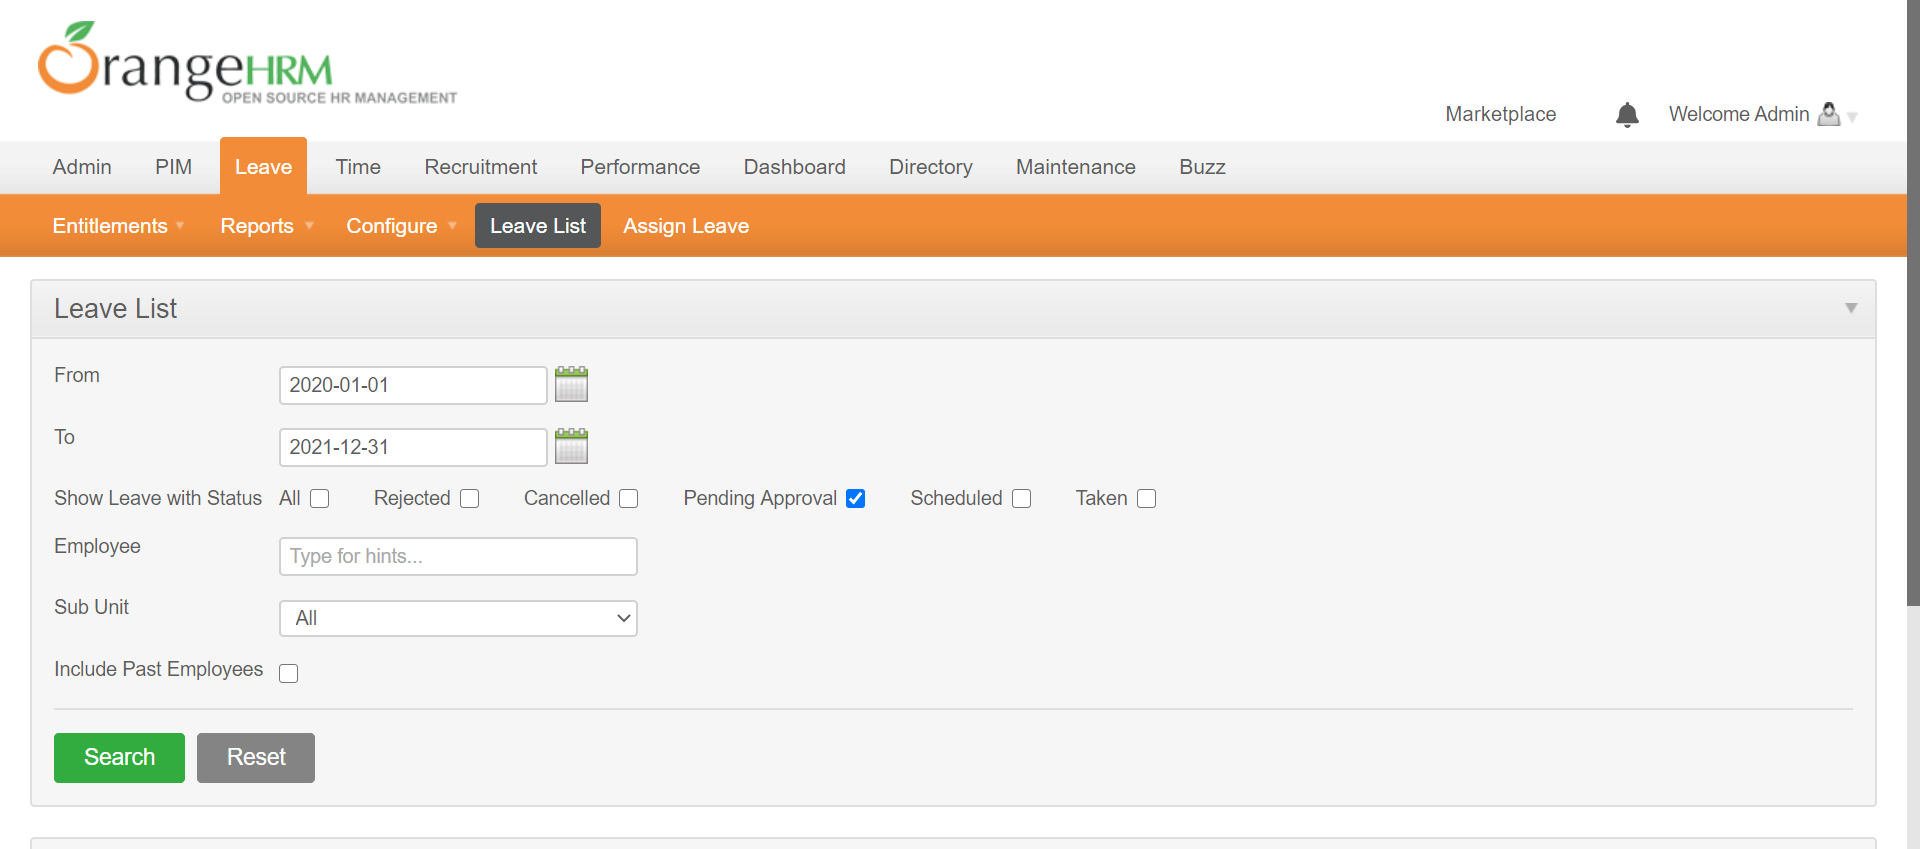 OrangeHRM
OPEN SOURCE HR MANAGEMENT
Marketplace Welcome Admin
Admin PIM Leave Time Recruitment Performance Dashboard Directory Maintenance Buzz
Entitlements Reports Configure Leave List Assign Leave
Leave List
From 2020-01-01
To 2021-12-31
Show Leave with Status All Rejected Cancelled Pending Approval Scheduled Taken
Employee Type for hints...
Sub Unit All
Include Past Employees
Search Reset